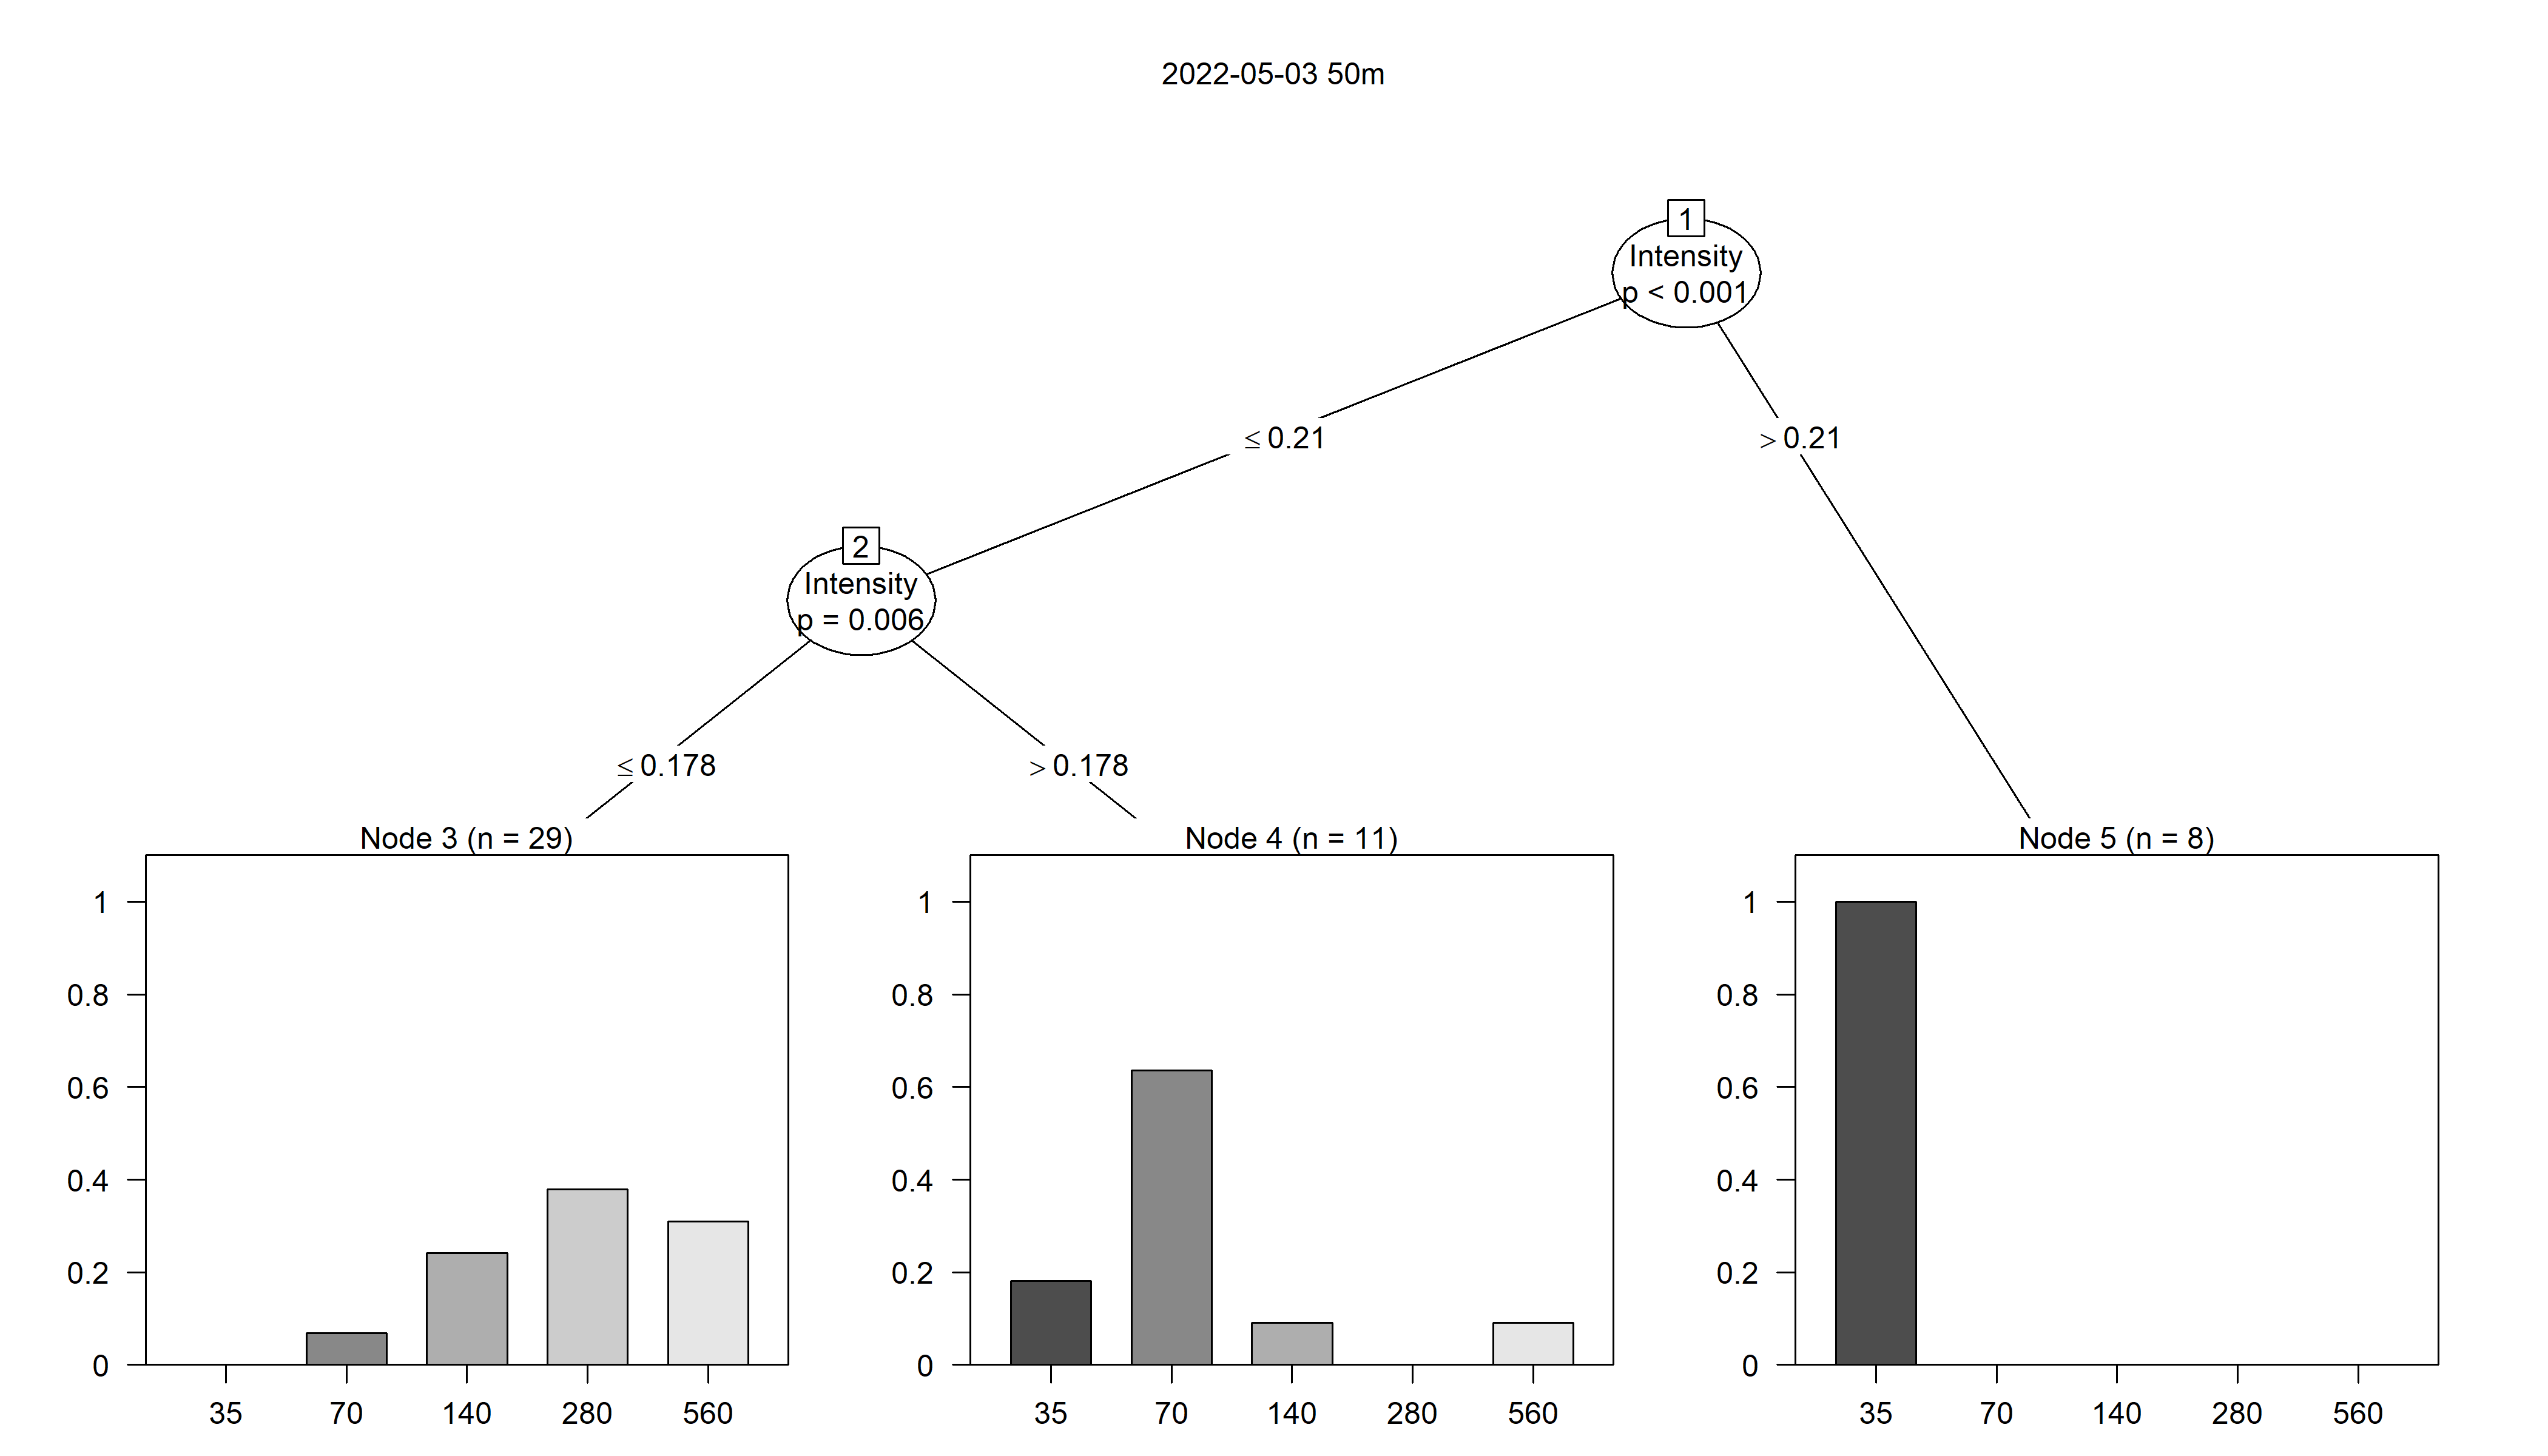 2022-05-03 50m
1
Intensity
p < 0.001
≤ 0.21
> 0.21
2
Intensity
p = 0.006
≤ 0.178
> 0.178
Node 3 (n = 29)
1
0.8
0.6
0.4
0.2
0
35 70 140 280 560
Node 4 (n = 11)
1
0.8
0.6
0.4
0.2
0
35 70 140 280 560
Node 5 (n = 8)
1
0.8
0.6
0.4
0.2
0
35 70 140 280 560